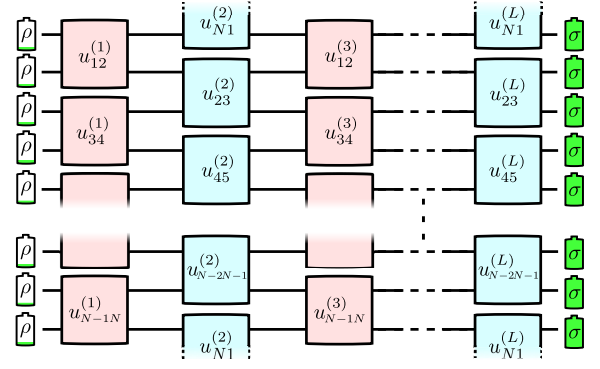 ρ u_{12}^{(1)} u_{N1}^{(2)} u_{12}^{(3)} u_{N1}^{(L)} σ
ρ u_{23}^{(2)} u_{23}^{(L)} σ
ρ u_{34}^{(1)} u_{34}^{(3)} σ
ρ u_{45}^{(2)} u_{45}^{(L)} σ
ρ σ
ρ u_{N-2N-1}^{(2)} u_{N-2N-1}^{(L)} σ
ρ u_{N-1N}^{(1)} u_{N-1N}^{(3)} σ
ρ u_{N1}^{(2)} u_{N1}^{(L)} σ